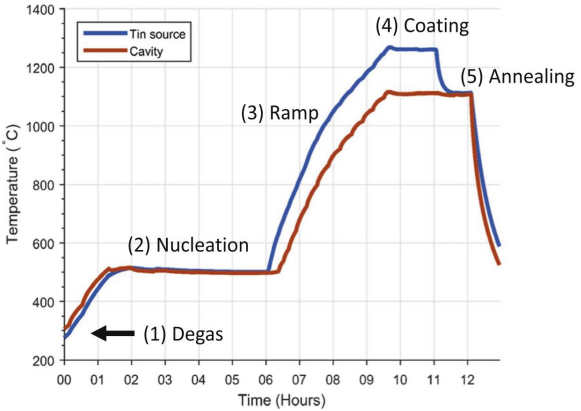 1400
1200
1000
800
600
400
200
Temperature (°C)
Tin source
Cavity
(4) Coating
(5) Annealing
(3) Ramp
(2) Nucleation
(1) Degas
00 01 02 03 04 05 06 07 08 09 10 11 12
Time (Hours)